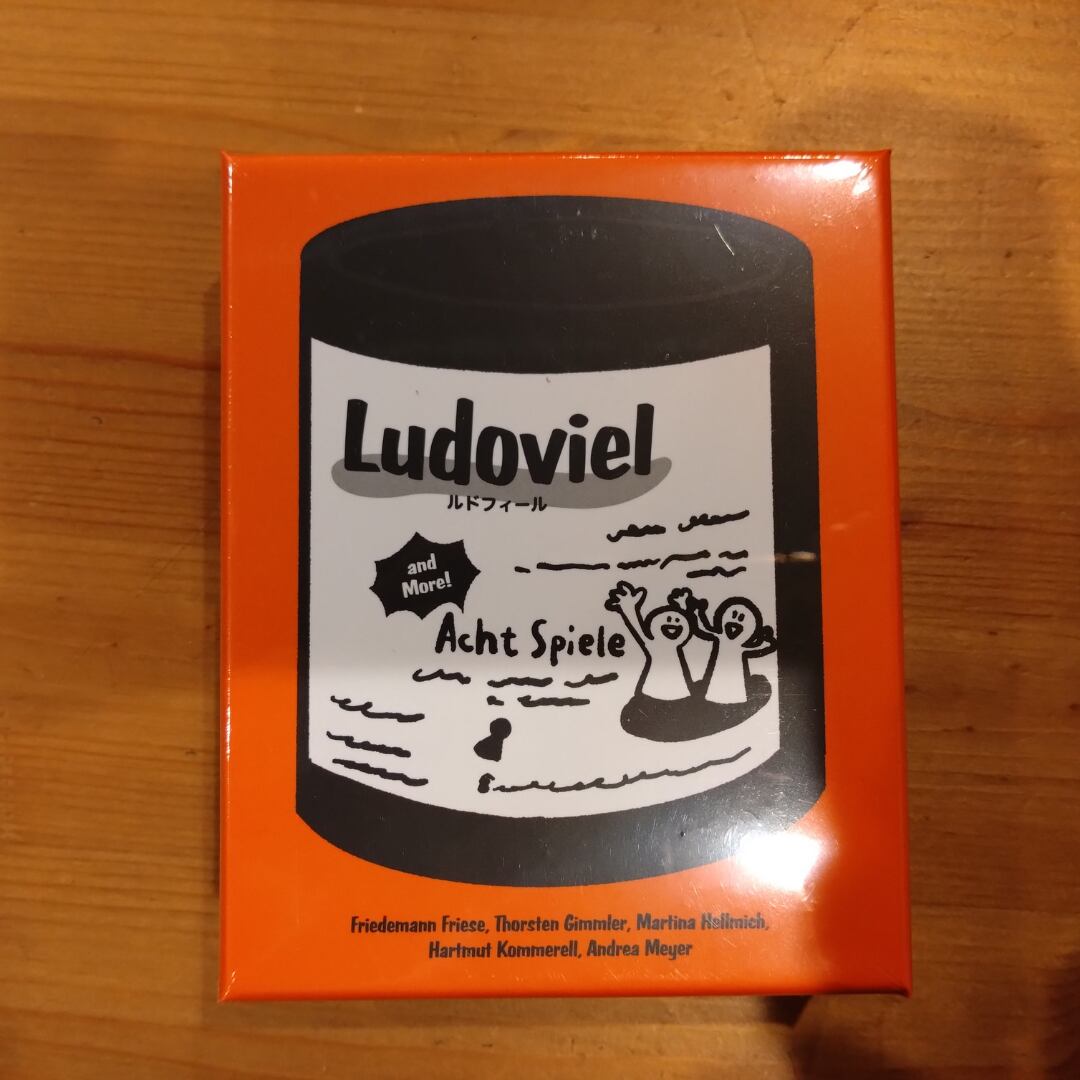 Ludoviel
ルドフィール
and
More!
Acht Spiele
Friedemann Friese, Thorsten Gimmler, Martina Hellmich,
Hartmut Kommerell, Andrea Meyer